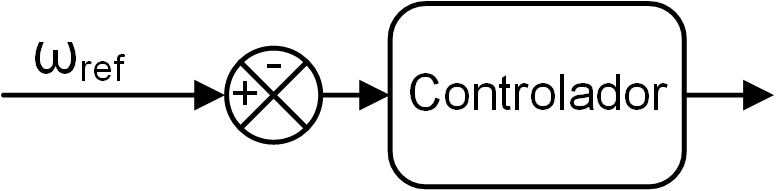 ωref
-
+
Controlador